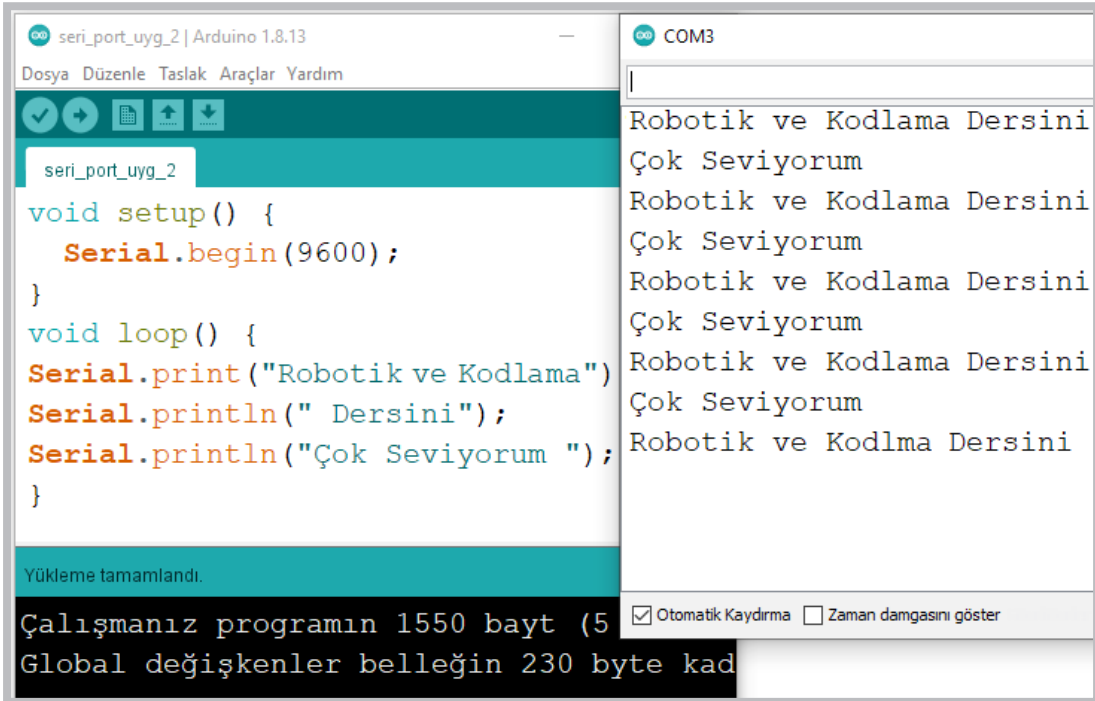 seri_port_uyg_2 | Arduino 1.8.13
Dosya Düzenle Taslak Araçlar Yardım
seri_port_uyg_2
void setup() {
Serial.begin(9600);
}
void loop() {
Serial.print("Robotik ve Kodlama")
Serial.println(" Dersini");
Serial.println("Çok Seviyorum ");
}
Yükleme tamamlandı.
Çalışmanız programın 1550 bayt (5
Global değişkenler belleğin 230 byte kad
COM3
Robotik ve Kodlama Dersini
Çok Seviyorum
Robotik ve Kodlama Dersini
Çok Seviyorum
Robotik ve Kodlama Dersini
Çok Seviyorum
Robotik ve Kodlama Dersini
Çok Seviyorum
Robotik ve Kodlma Dersini
Otomatik Kaydırma Zaman damgasını göster